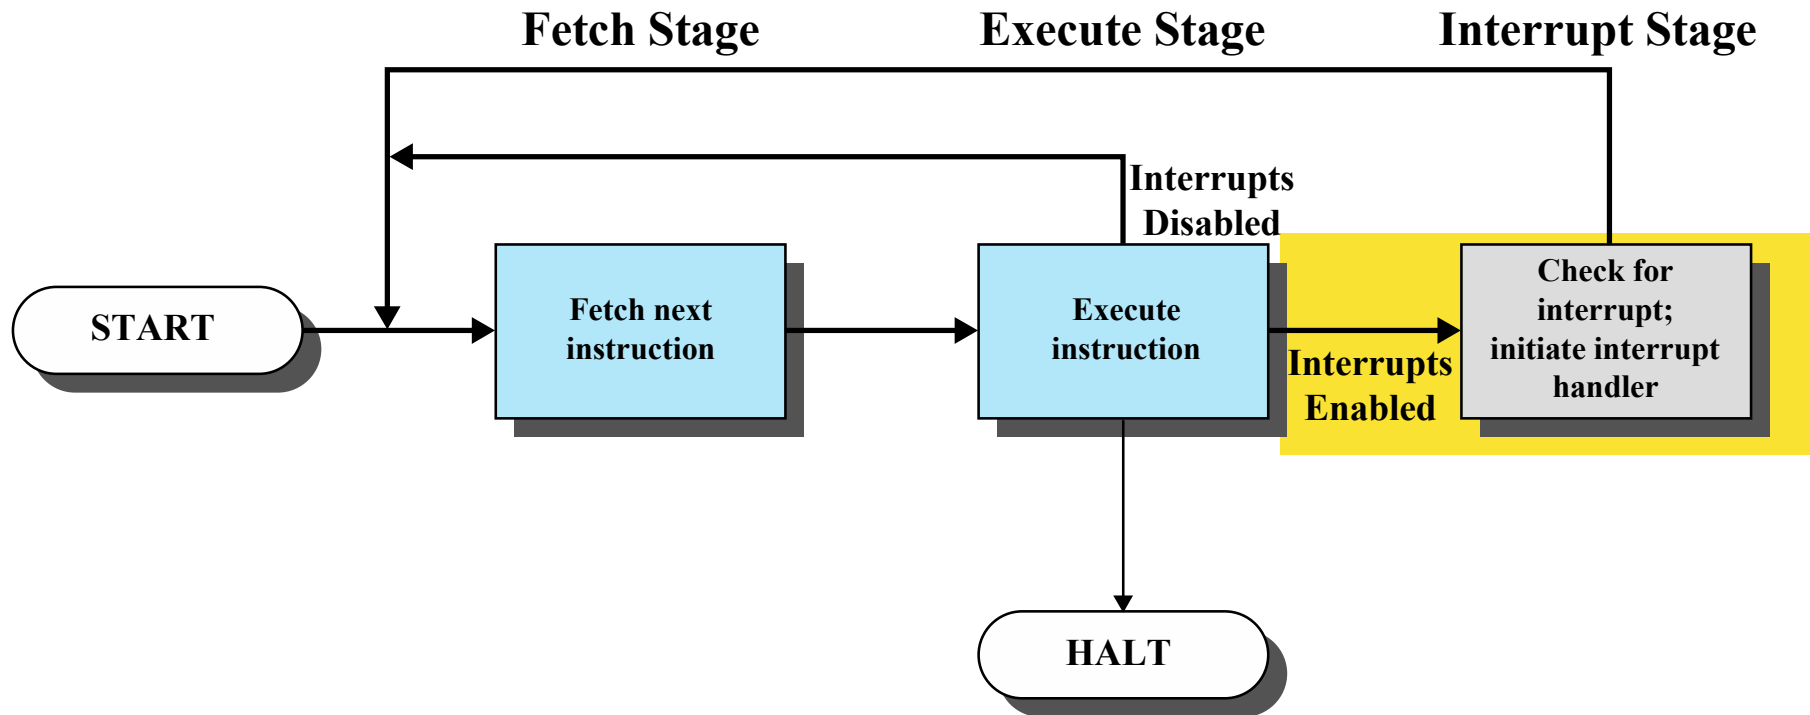 Fetch Stage
Execute Stage
Interrupt Stage
Interrupts
Disabled
START
Fetch next
instruction
Execute
instruction
Interrupts
Enabled
Check for
interrupt;
initiate interrupt
handler
HALT